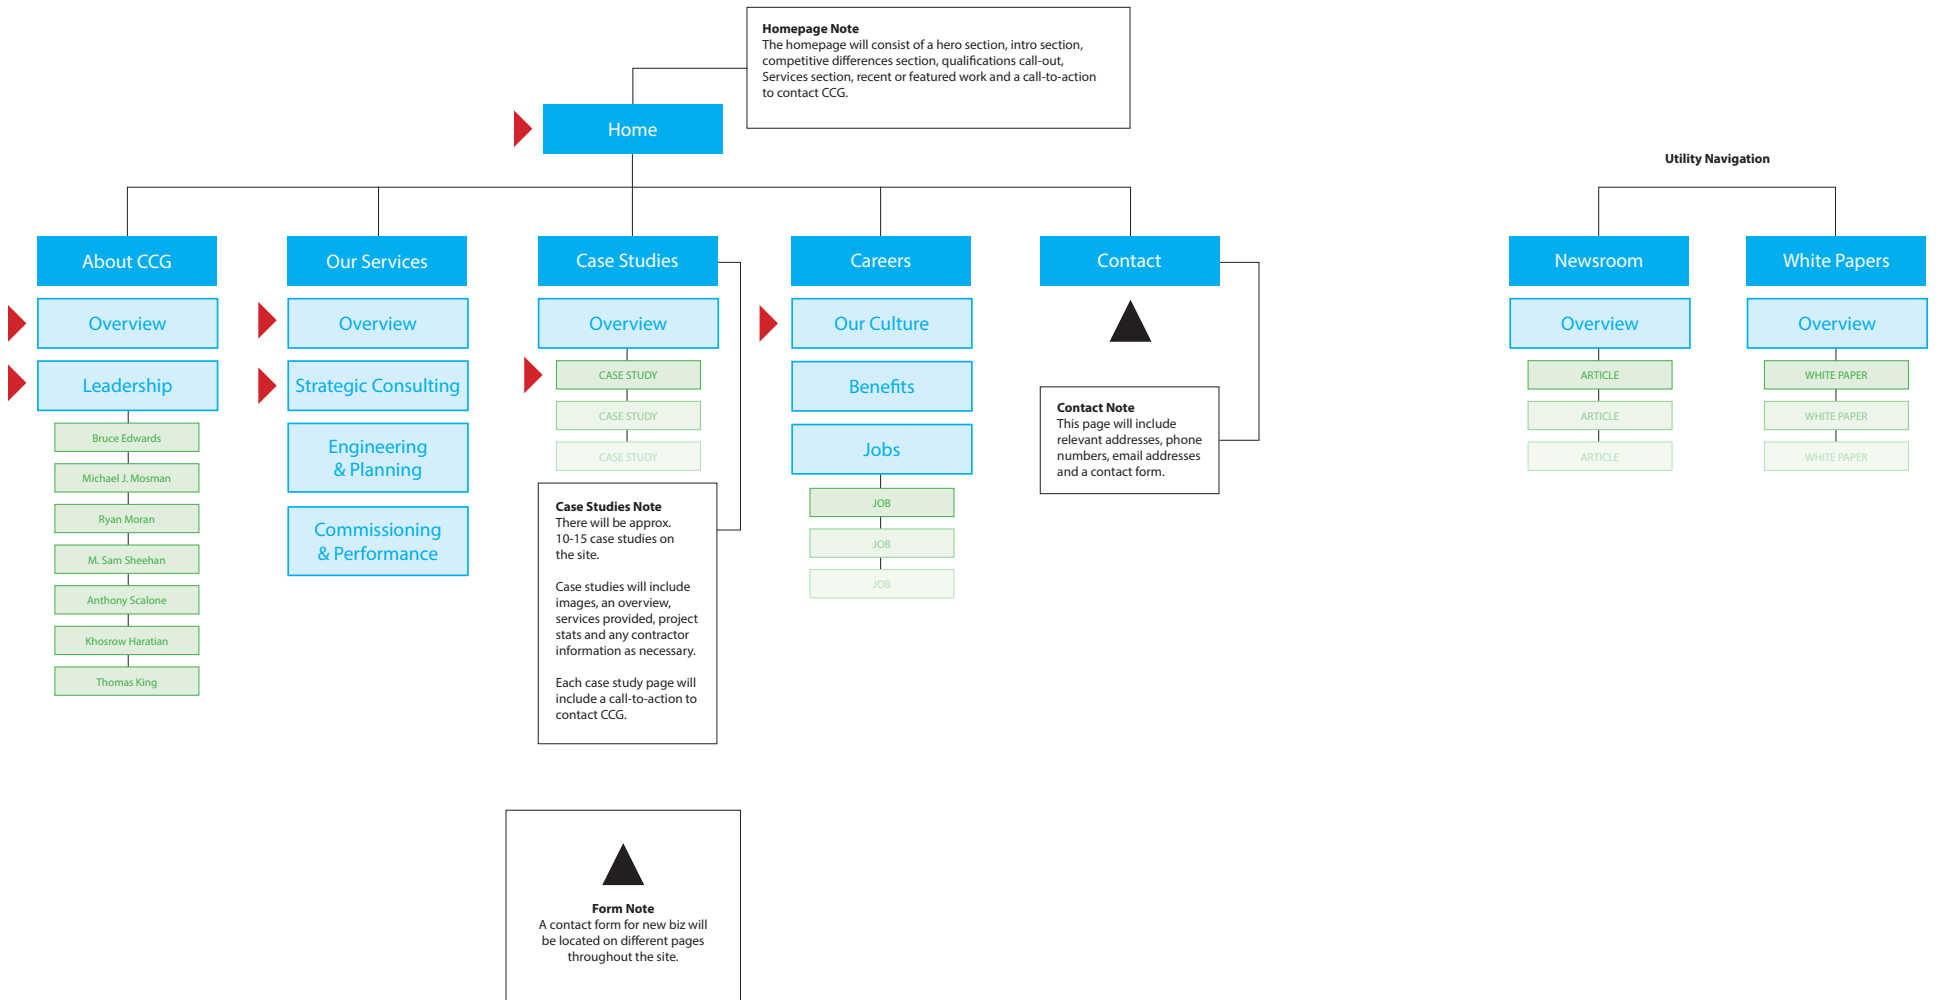 Homepage Note
The homepage will consist of a hero section, intro section,
competitive differences section, qualifications call-out,
Services section, recent or featured work and a call-to-action
to contact CCG.
Home
Utility Navigation
About CCG
Overview
Leadership
Bruce Edwards
Michael J. Mosman
Ryan Moran
M. Sam Sheehan
Anthony Scalone
Khosrow Haratian
Thomas King
Our Services
Overview
Strategic Consulting
Engineering
& Planning
Commissioning
& Performance
Case Studies
Overview
CASE STUDY
CASE STUDY
CASE STUDY
Case Studies Note
There will be approx.
10-15 case studies on
the site.
Case studies will include
images, an overview,
services provided, project
stats and any contractor
information as necessary.
Each case study page will
include a call-to-action to
contact CCG.
Careers
Our Culture
Benefits
Jobs
JOB
JOB
JOB
Contact
Contact Note
This page will include
relevant addresses, phone
numbers, email addresses
and a contact form.
Newsroom
Overview
ARTICLE
ARTICLE
ARTICLE
White Papers
Overview
WHITE PAPER
WHITE PAPER
WHITE PAPER
Form Note
A contact form for new biz will
be located on different pages
throughout the site.